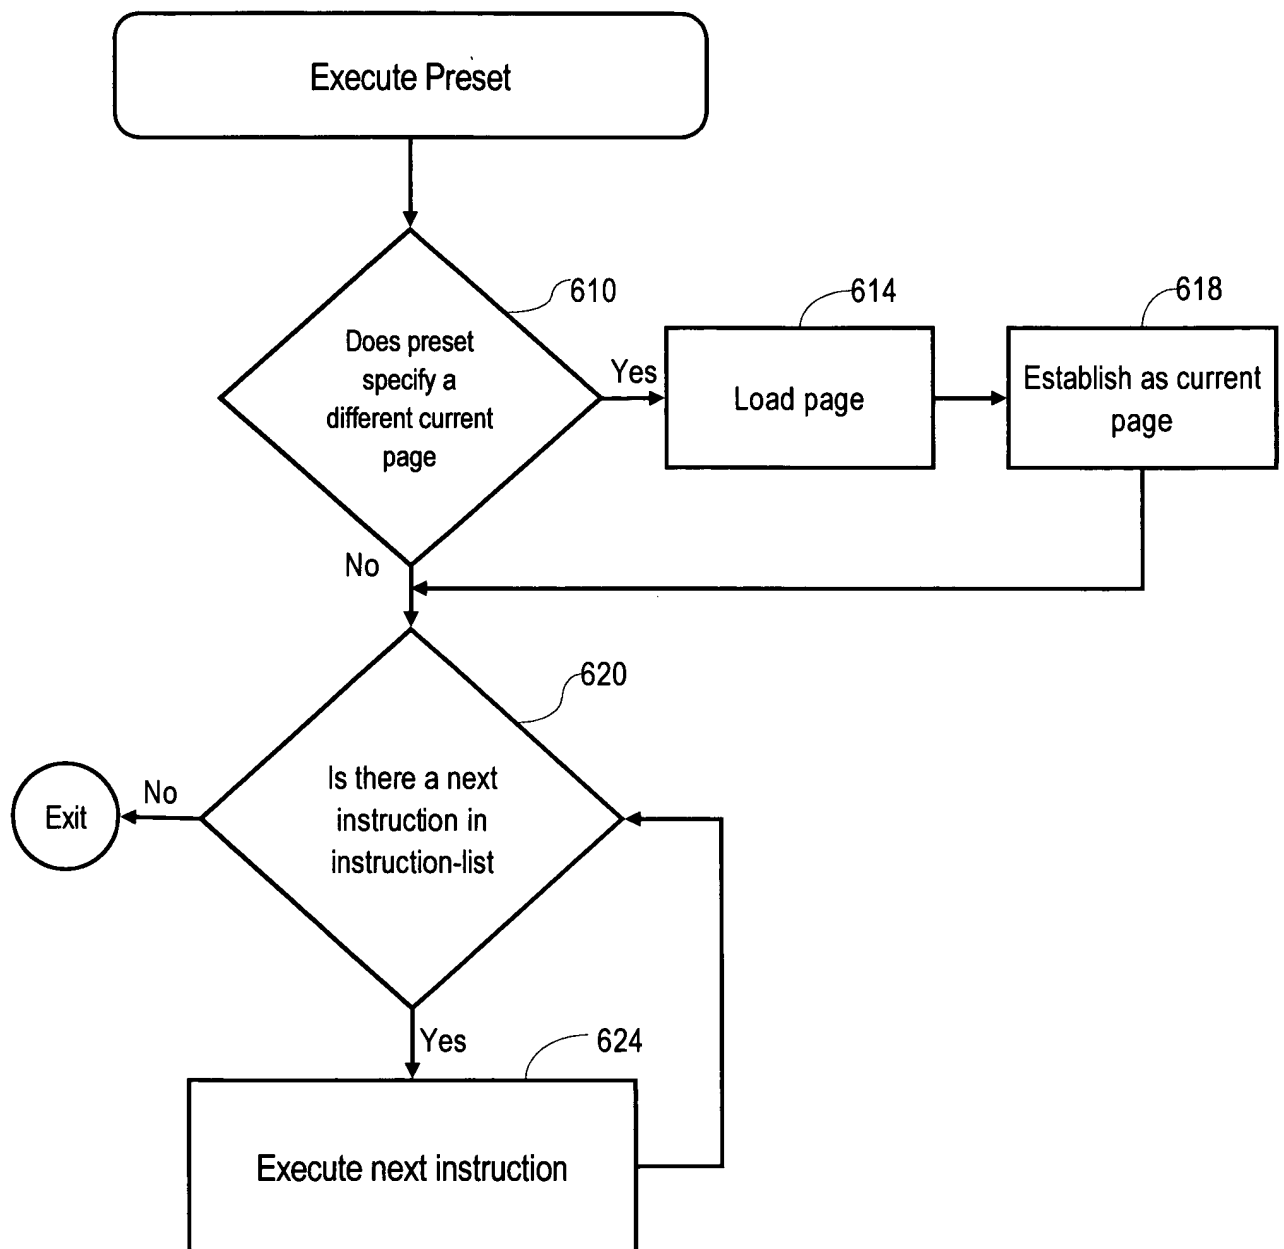 Execute Preset
610
Does preset
specify a
different current
page
Yes
614
Load page
618
Establish as current
page
No
620
Is there a next
instruction in
instruction-list
No
Exit
Yes
624
Execute next instruction